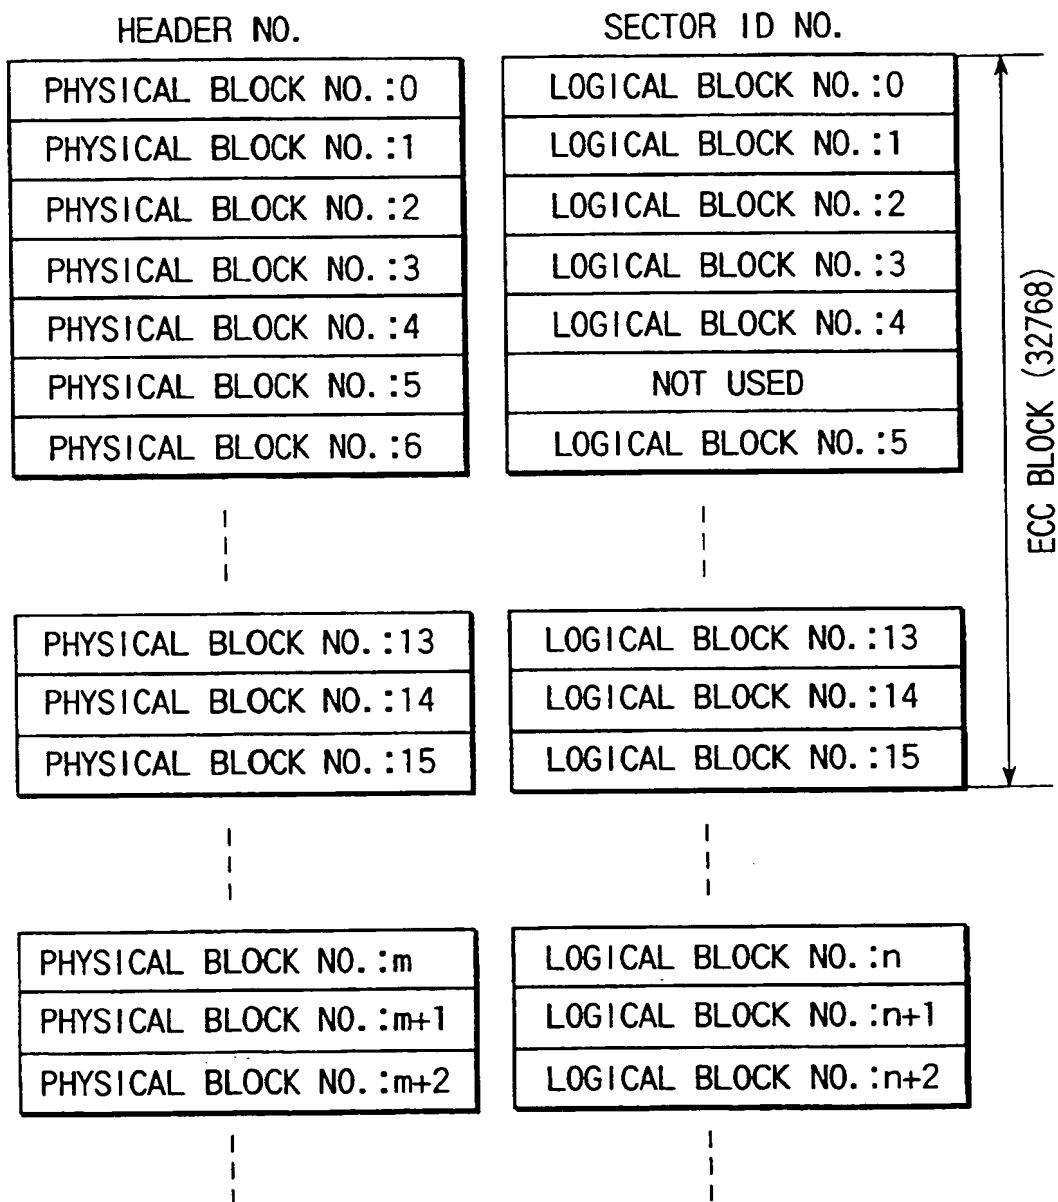 HEADER NO.
SECTOR ID NO.
PHYSICAL BLOCK NO.:0
LOGICAL BLOCK NO.:0
PHYSICAL BLOCK NO.:1
LOGICAL BLOCK NO.:1
PHYSICAL BLOCK NO.:2
LOGICAL BLOCK NO.:2
PHYSICAL BLOCK NO.:3
LOGICAL BLOCK NO.:3
PHYSICAL BLOCK NO.:4
LOGICAL BLOCK NO.:4
PHYSICAL BLOCK NO.:5
NOT USED
PHYSICAL BLOCK NO.:6
LOGICAL BLOCK NO.:5
ECC BLOCK (32768)
PHYSICAL BLOCK NO.:13
LOGICAL BLOCK NO.:13
PHYSICAL BLOCK NO.:14
LOGICAL BLOCK NO.:14
PHYSICAL BLOCK NO.:15
LOGICAL BLOCK NO.:15
PHYSICAL BLOCK NO.:m
LOGICAL BLOCK NO.:n
PHYSICAL BLOCK NO.:m+1
LOGICAL BLOCK NO.:n+1
PHYSICAL BLOCK NO.:m+2
LOGICAL BLOCK NO.:n+2